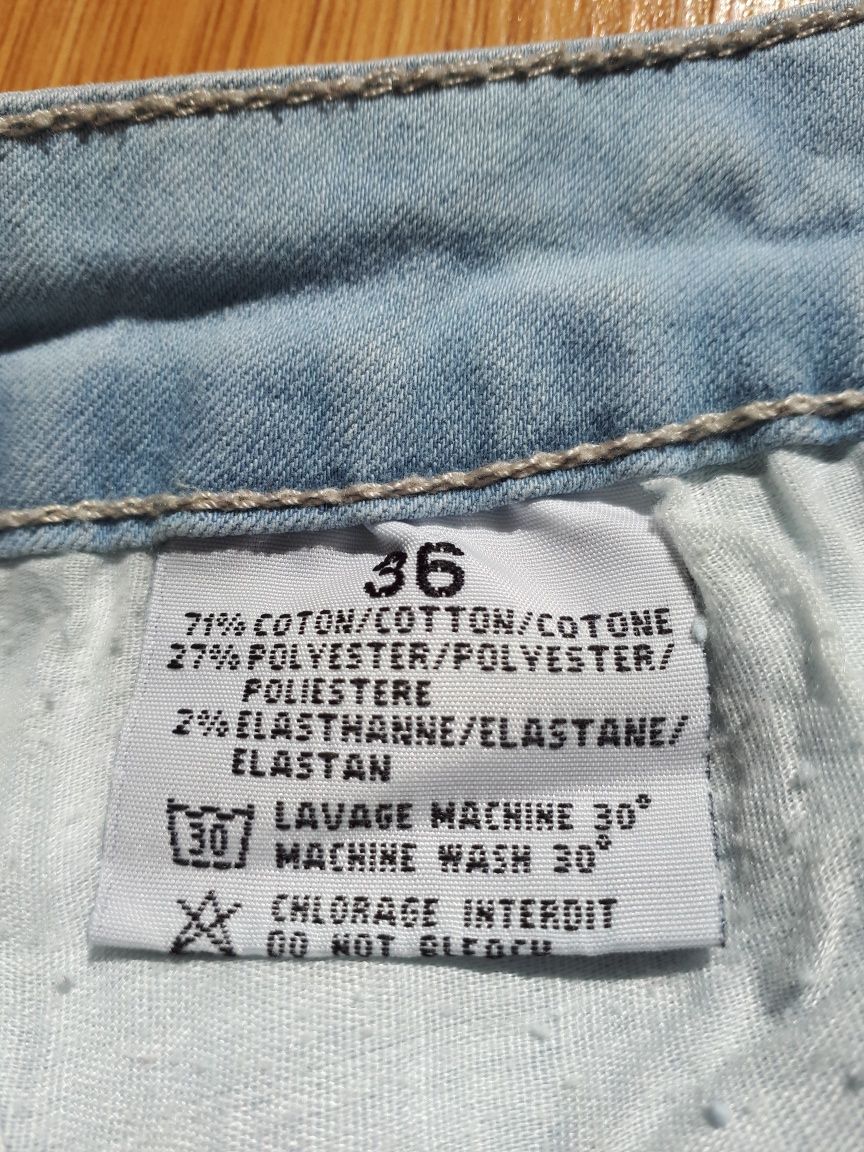 36
71% COTON/COTTON/COTONE
27% POLYESTER/POLYESTER/
POLIESTERE
2% ELASTHANNE/ELASTANE/
ELASTAN
30 LAVAGE MACHINE 30°
MACHINE WASH 30°
CHLORAGE INTERDIT
DO NOT BLEACH